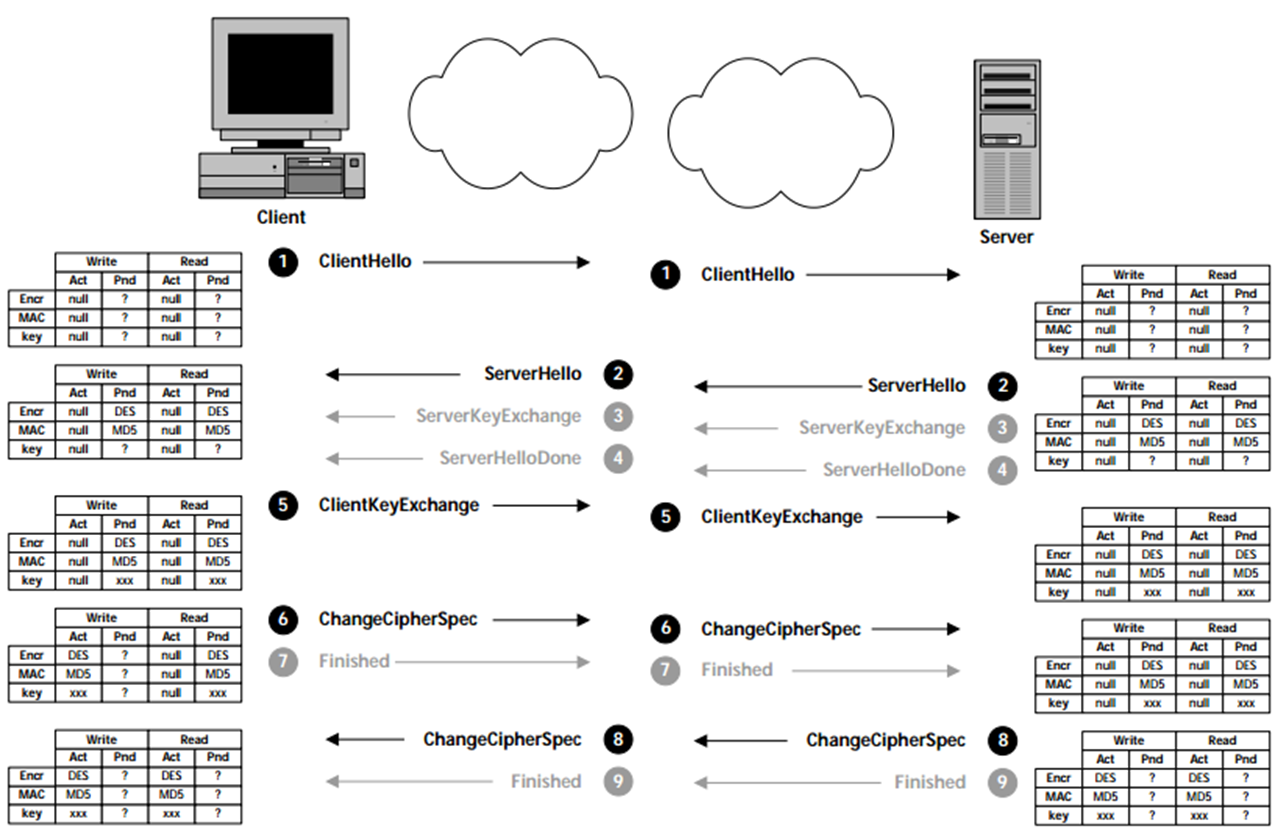 Client
Server
1 ClientHello
Write Read
Act Pnd Act Pnd
Encr null ? null ?
MAC null ? null ?
key null ? null ?
1 ClientHello
Write Read
Act Pnd Act Pnd
Encr null ? null ?
MAC null ? null ?
key null ? null ?
ServerHello 2
ServerKeyExchange 3
ServerHelloDone 4
Write Read
Act Pnd Act Pnd
Encr null DES null DES
MAC null MD5 null MD5
key null ? null ?
ServerHello 2
ServerKeyExchange 3
ServerHelloDone 4
Write Read
Act Pnd Act Pnd
Encr null DES null DES
MAC null MD5 null MD5
key null ? null ?
5 ClientKeyExchange
Write Read
Act Pnd Act Pnd
Encr null DES null DES
MAC null MD5 null MD5
key null xxx null xxx
5 ClientKeyExchange
Write Read
Act Pnd Act Pnd
Encr null DES null DES
MAC null MD5 null MD5
key null xxx null xxx
6 ChangeCipherSpec
7 Finished
Write Read
Act Pnd Act Pnd
Encr DES ? null DES
MAC MD5 ? null MD5
key xxx ? null xxx
6 ChangeCipherSpec
7 Finished
Write Read
Act Pnd Act Pnd
Encr null DES null DES
MAC null MD5 null MD5
key null xxx null xxx
ChangeCipherSpec 8
Finished 9
Write Read
Act Pnd Act Pnd
Encr DES ? DES ?
MAC MD5 ? MD5 ?
key xxx ? xxx ?
ChangeCipherSpec 8
Finished 9
Write Read
Act Pnd Act Pnd
Encr DES ? DES ?
MAC MD5 ? MD5 ?
key xxx ? xxx ?